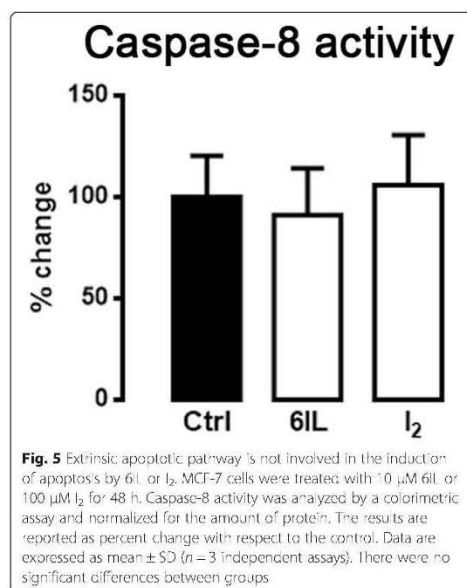 Caspase-8 activity
150
100
50
0
% change
Ctrl 6IL I₂
Fig. 5 Extrinsic apoptotic pathway is not involved in the induction
of apoptosis by 6IL or I₂. MCF-7 cells were treated with 10 μM 6IL or
100 μM I₂ for 48 h. Caspase-8 activity was analyzed by a colorimetric
assay and normalized for the amount of protein. The results are
reported as percent change with respect to the control. Data are
expressed as mean ± SD (n = 3 independent assays). There were no
significant differences between groups